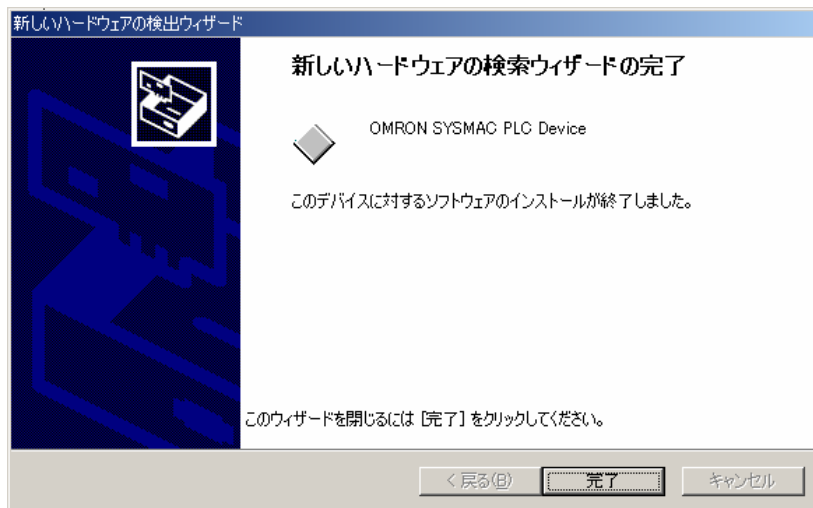 新しいハードウェアの検出ウィザード
新しいハードウェアの検索ウィザードの完了
OMRON SYSMAC PLC Device
このデバイスに対するソフトウェアのインストールが終了しました。
このウィザードを閉じるには [完了] をクリックしてください。
< 戻る(B)
完了
キャンセル